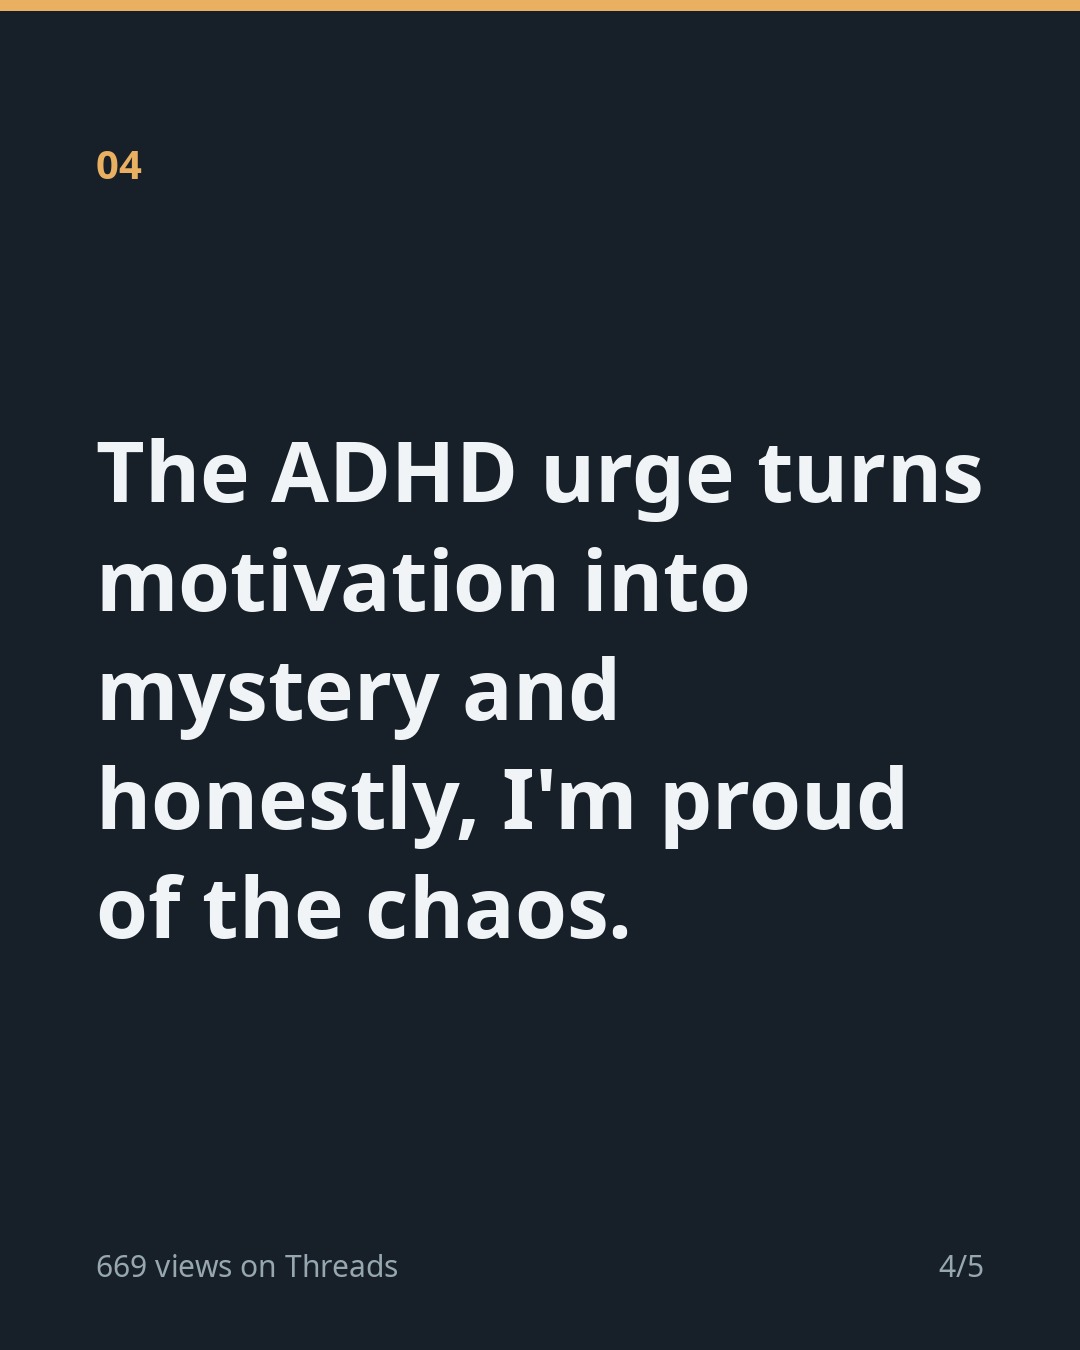 04
The ADHD urge turns
motivation into
mystery and
honestly, I'm proud
of the chaos.
669 views on Threads
4/5